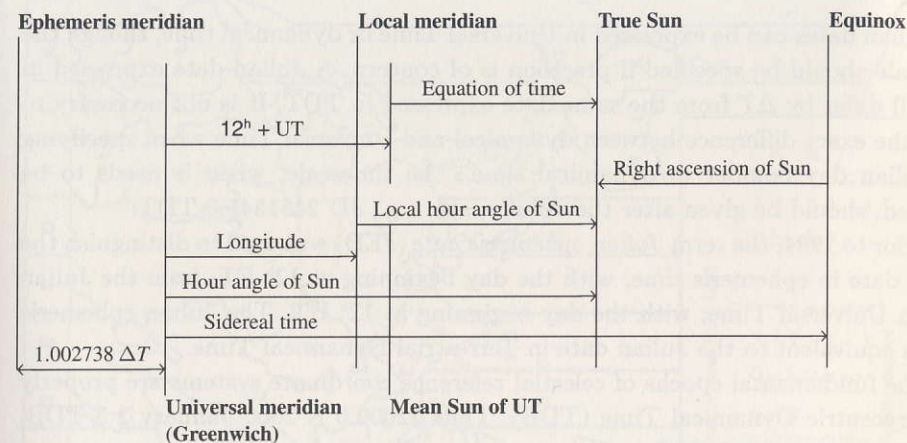 Ephemeris meridian Local meridian True Sun Equinox
Equation of time
12ʰ + UT
Right ascension of Sun
Local hour angle of Sun
Longitude
Hour angle of Sun
Sidereal time
1.002738 ΔT
Universal meridian Mean Sun of UT
(Greenwich)